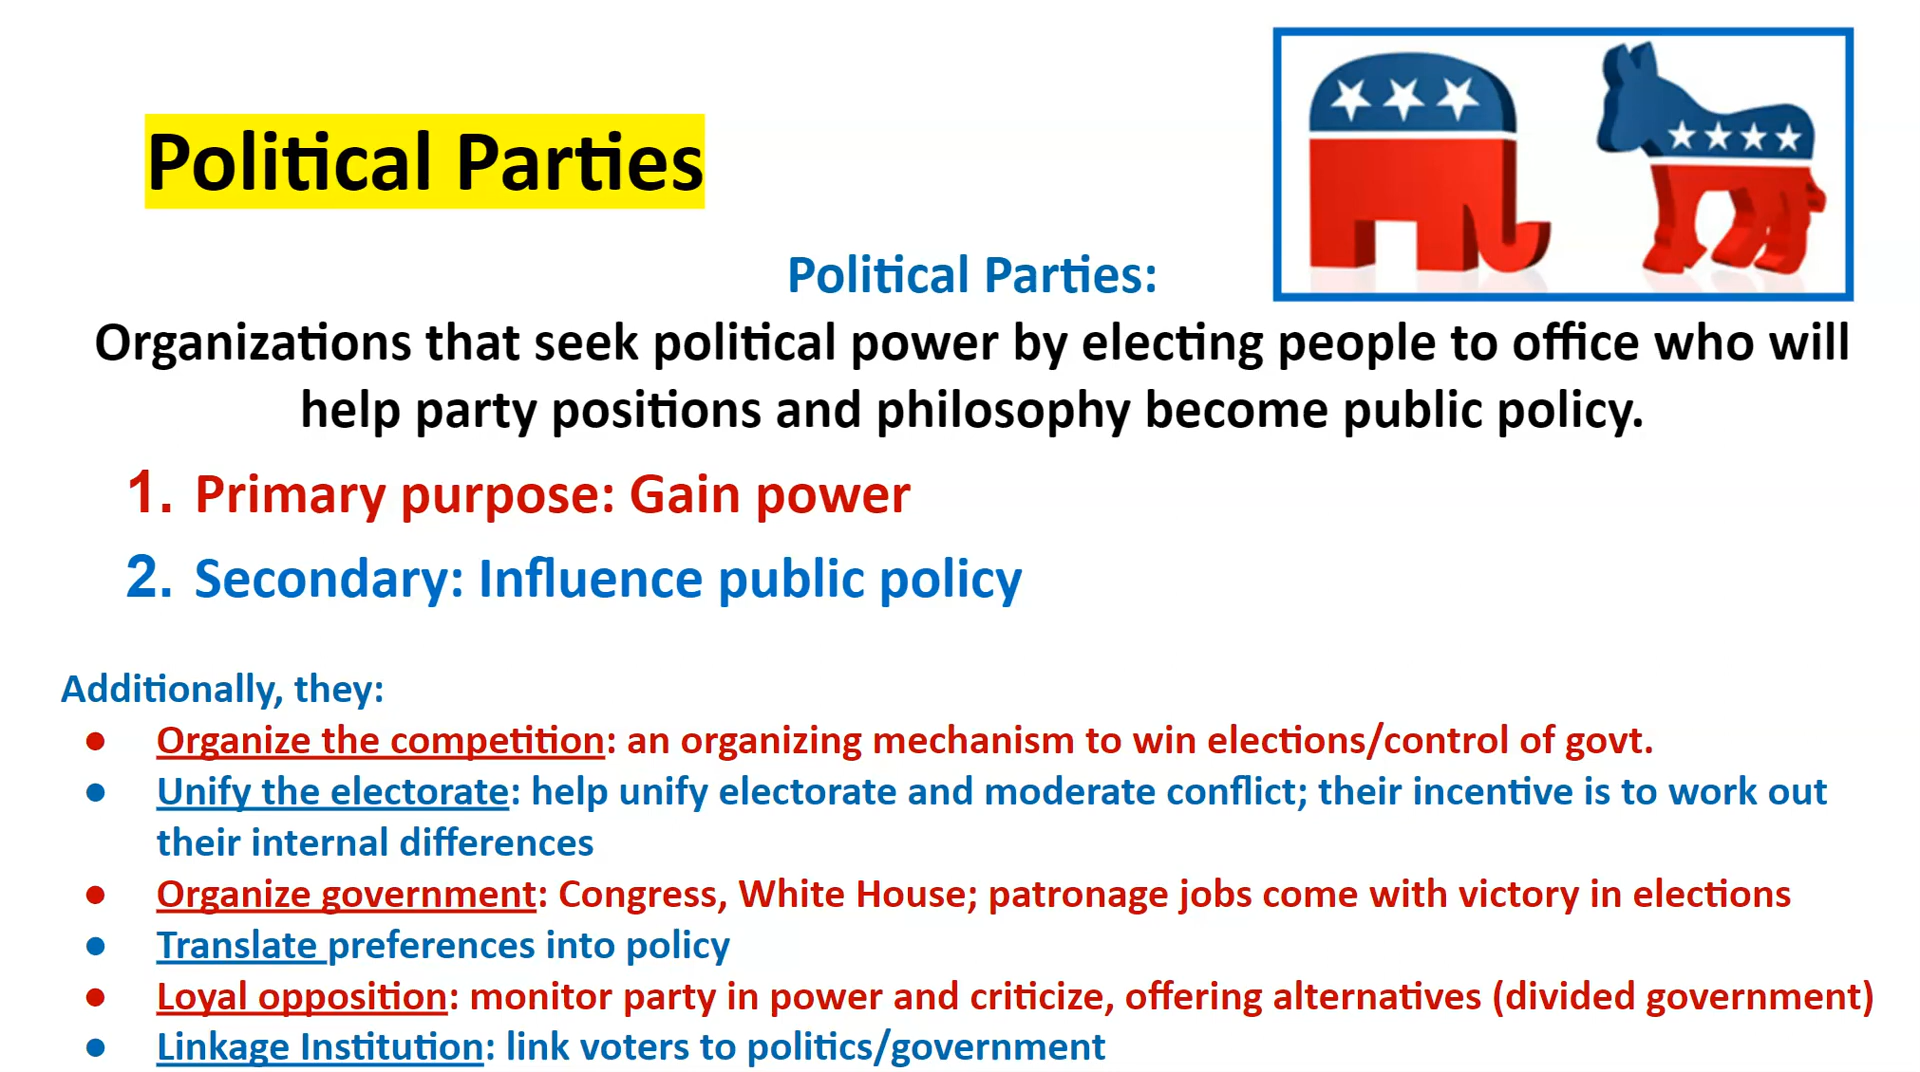 Political Parties
Political Parties:
Organizations that seek political power by electing people to office who will
help party positions and philosophy become public policy.
1. Primary purpose: Gain power
2. Secondary: Influence public policy
Additionally, they:
● Organize the competition: an organizing mechanism to win elections/control of govt.
● Unify the electorate: help unify electorate and moderate conflict; their incentive is to work out
their internal differences
● Organize government: Congress, White House; patronage jobs come with victory in elections
● Translate preferences into policy
● Loyal opposition: monitor party in power and criticize, offering alternatives (divided government)
● Linkage Institution: link voters to politics/government